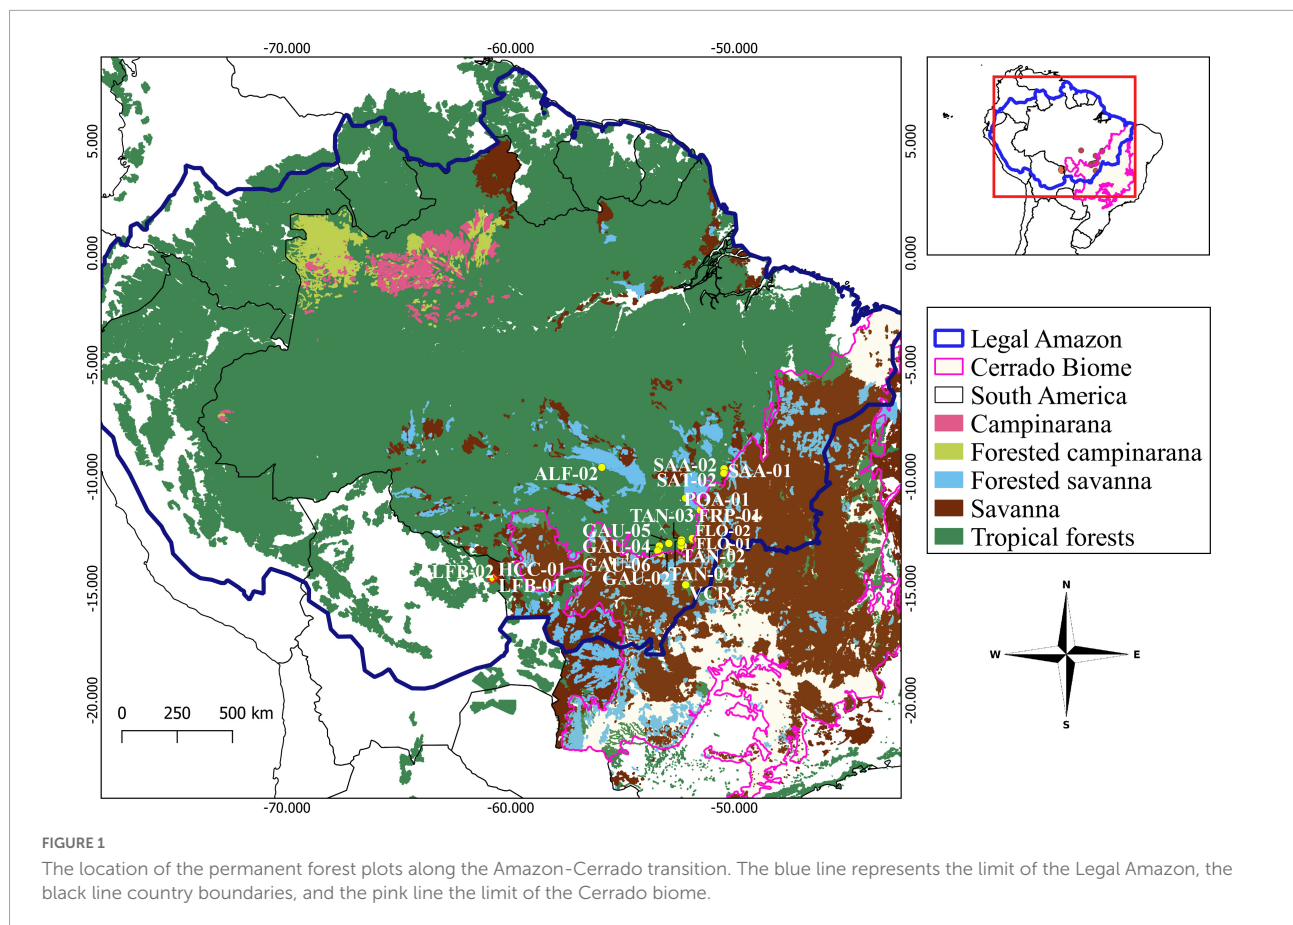 -70.000 -60.000 -50.000
5.000 5.000
0.000 0.000
-5.000 -5.000
-10.000 -10.000
-15.000 -15.000
-20.000 -20.000
ALF-02
SAA-02 SAA-01
SAT-02
POA-01
TAN-03 FRP-01
GAU-05 FLO-02
GAU-04 FLO-01
TAN-02
GAU-06
GAU-02 TAN-04
LFB-02 HCC-01
LFB-01
0 250 500 km
-70.000 -60.000 -50.000
Legal Amazon
Cerrado Biome
South America
Campinarana
Forested campinarana
Forested savanna
Savanna
Tropical forests
N
W E
S
FIGURE 1
The location of the permanent forest plots along the Amazon-Cerrado transition. The blue line represents the limit of the Legal Amazon, the
black line country boundaries, and the pink line the limit of the Cerrado biome.